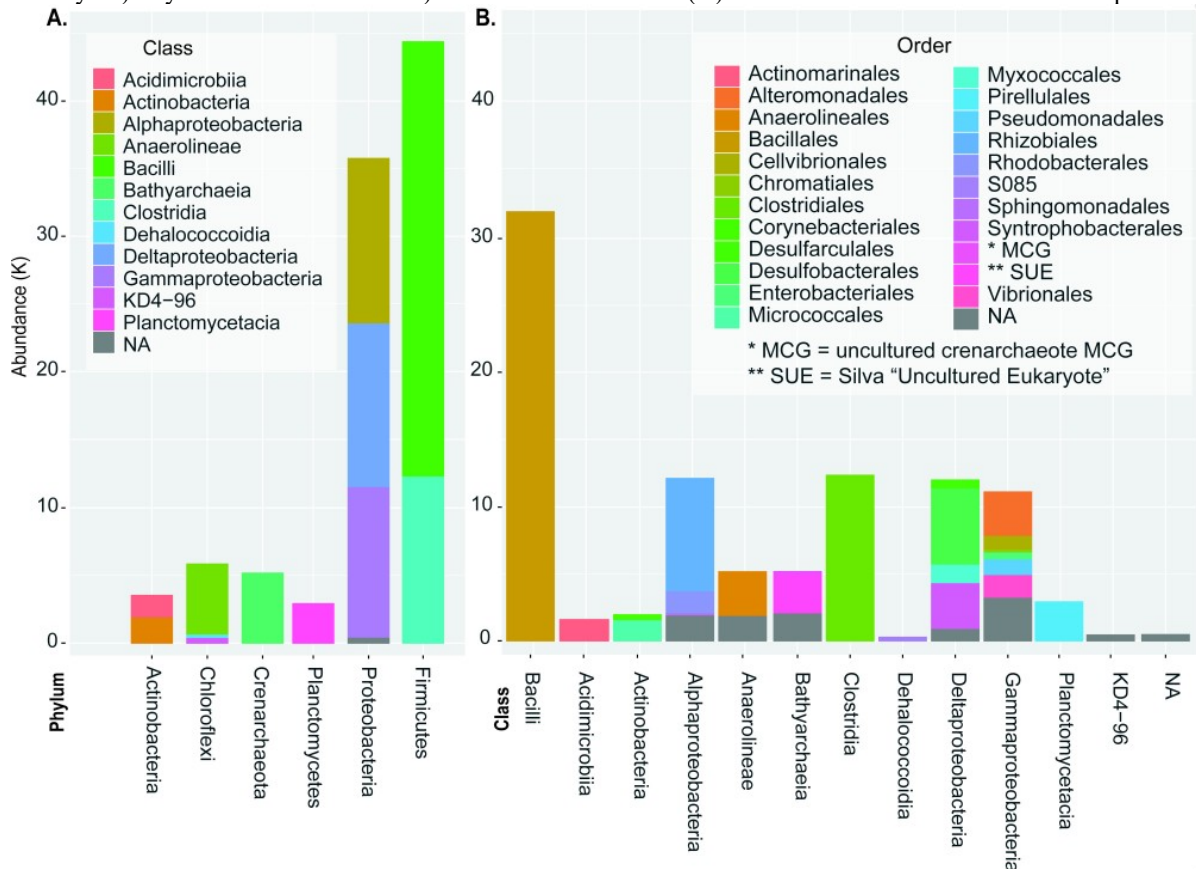 A.
Class
Acidimicrobiia
Actinobacteria
Alphaproteobacteria
Anaerolineae
Bacilli
Bathyarchaeia
Clostridia
Dehalococcoidia
Deltaproteobacteria
Gammaproteobacteria
KD4−96
Planctomycetacia
NA
Abundance (K)
40
30
20
10
0
Phylum
Actinobacteria
Chloroflexi
Crenarchaeota
Planctomycetes
Proteobacteria
Firmicutes
B.
Order
Actinomarinales
Alteromonadales
Anaerolineales
Bacillales
Cellvibrionales
Chromatiales
Clostridiales
Corynebacteriales
Desulfarculales
Desulfobacterales
Enterobacteriales
Micrococcales
Myxococcales
Pirellulales
Pseudomonadales
Rhizobiales
Rhodobacterales
S085
Sphingomonadales
Syntrophobacterales
* MCG
** SUE
Vibrionales
NA
* MCG = uncultured crenarchaeote MCG
** SUE = Silva “Uncultured Eukaryote”
40
30
20
10
0
Class
Bacilli
Acidimicrobiia
Actinobacteria
Alphaproteobacteria
Anaerolineae
Bathyarchaeia
Clostridia
Dehalococcoidia
Deltaproteobacteria
Gammaproteobacteria
Planctomycetacia
KD4−96
NA